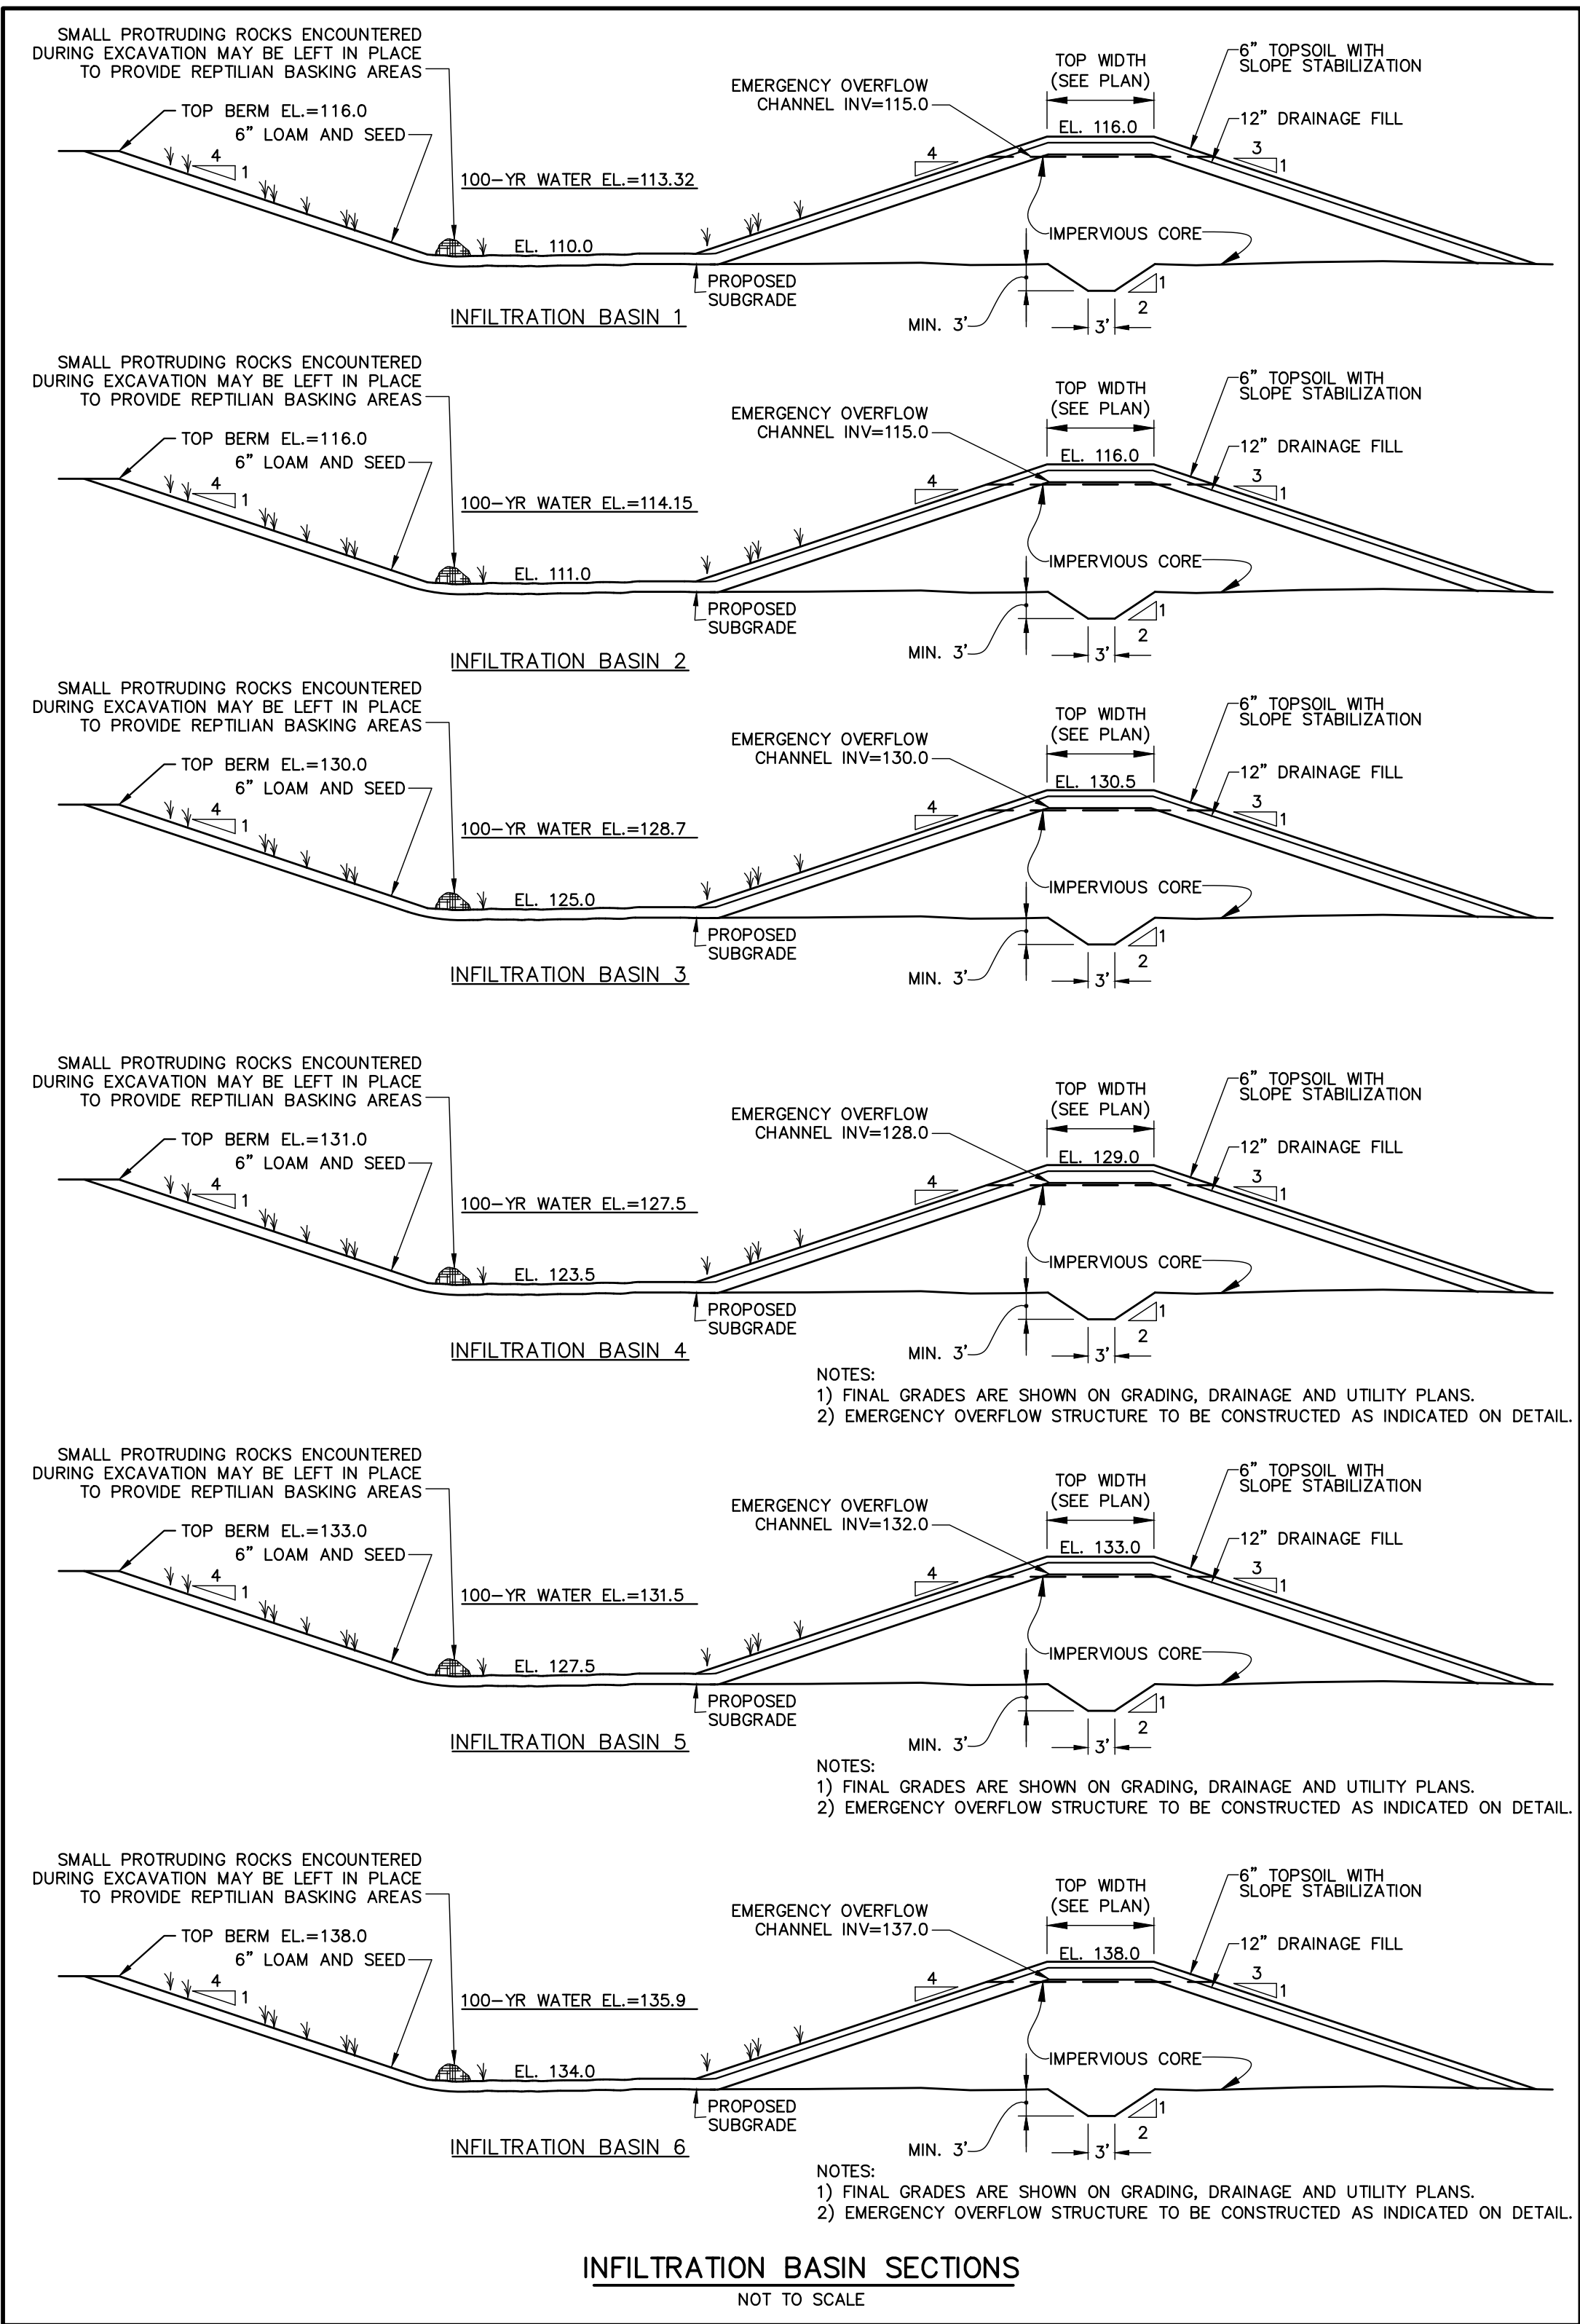 SMALL PROTRUDING ROCKS ENCOUNTERED
DURING EXCAVATION MAY BE LEFT IN PLACE
TO PROVIDE REPTILIAN BASKING AREAS
TOP BERM EL.=116.0
6" LOAM AND SEED
4
1
100-YR WATER EL.=113.32
EL. 110.0
EMERGENCY OVERFLOW
CHANNEL INV=115.0
TOP WIDTH
(SEE PLAN)
EL. 116.0
6" TOPSOIL WITH
SLOPE STABILIZATION
12" DRAINAGE FILL
4
3
1
IMPERVIOUS CORE
PROPOSED
SUBGRADE
MIN. 3'
3'
1
2
INFILTRATION BASIN 1
SMALL PROTRUDING ROCKS ENCOUNTERED
DURING EXCAVATION MAY BE LEFT IN PLACE
TO PROVIDE REPTILIAN BASKING AREAS
TOP BERM EL.=116.0
6" LOAM AND SEED
4
1
100-YR WATER EL.=114.15
EL. 111.0
EMERGENCY OVERFLOW
CHANNEL INV=115.0
TOP WIDTH
(SEE PLAN)
EL. 116.0
6" TOPSOIL WITH
SLOPE STABILIZATION
12" DRAINAGE FILL
4
3
1
IMPERVIOUS CORE
PROPOSED
SUBGRADE
MIN. 3'
3'
1
2
INFILTRATION BASIN 2
SMALL PROTRUDING ROCKS ENCOUNTERED
DURING EXCAVATION MAY BE LEFT IN PLACE
TO PROVIDE REPTILIAN BASKING AREAS
TOP BERM EL.=130.0
6" LOAM AND SEED
4
1
100-YR WATER EL.=128.7
EL. 125.0
EMERGENCY OVERFLOW
CHANNEL INV=130.0
TOP WIDTH
(SEE PLAN)
EL. 130.5
6" TOPSOIL WITH
SLOPE STABILIZATION
12" DRAINAGE FILL
4
3
1
IMPERVIOUS CORE
PROPOSED
SUBGRADE
MIN. 3'
3'
1
2
INFILTRATION BASIN 3
SMALL PROTRUDING ROCKS ENCOUNTERED
DURING EXCAVATION MAY BE LEFT IN PLACE
TO PROVIDE REPTILIAN BASKING AREAS
TOP BERM EL.=131.0
6" LOAM AND SEED
4
1
100-YR WATER EL.=127.5
EL. 123.5
EMERGENCY OVERFLOW
CHANNEL INV=128.0
TOP WIDTH
(SEE PLAN)
EL. 129.0
6" TOPSOIL WITH
SLOPE STABILIZATION
12" DRAINAGE FILL
4
3
1
IMPERVIOUS CORE
PROPOSED
SUBGRADE
MIN. 3'
3'
1
2
INFILTRATION BASIN 4
NOTES:
1) FINAL GRADES ARE SHOWN ON GRADING, DRAINAGE AND UTILITY PLANS.
2) EMERGENCY OVERFLOW STRUCTURE TO BE CONSTRUCTED AS INDICATED ON DETAIL.
SMALL PROTRUDING ROCKS ENCOUNTERED
DURING EXCAVATION MAY BE LEFT IN PLACE
TO PROVIDE REPTILIAN BASKING AREAS
TOP BERM EL.=133.0
6" LOAM AND SEED
4
1
100-YR WATER EL.=131.5
EL. 127.5
EMERGENCY OVERFLOW
CHANNEL INV=132.0
TOP WIDTH
(SEE PLAN)
EL. 133.0
6" TOPSOIL WITH
SLOPE STABILIZATION
12" DRAINAGE FILL
4
3
1
IMPERVIOUS CORE
PROPOSED
SUBGRADE
MIN. 3'
3'
1
2
INFILTRATION BASIN 5
NOTES:
1) FINAL GRADES ARE SHOWN ON GRADING, DRAINAGE AND UTILITY PLANS.
2) EMERGENCY OVERFLOW STRUCTURE TO BE CONSTRUCTED AS INDICATED ON DETAIL.
SMALL PROTRUDING ROCKS ENCOUNTERED
DURING EXCAVATION MAY BE LEFT IN PLACE
TO PROVIDE REPTILIAN BASKING AREAS
TOP BERM EL.=138.0
6" LOAM AND SEED
4
1
100-YR WATER EL.=135.9
EL. 134.0
EMERGENCY OVERFLOW
CHANNEL INV=137.0
TOP WIDTH
(SEE PLAN)
EL. 138.0
6" TOPSOIL WITH
SLOPE STABILIZATION
12" DRAINAGE FILL
4
3
1
IMPERVIOUS CORE
PROPOSED
SUBGRADE
MIN. 3'
3'
1
2
INFILTRATION BASIN 6
NOTES:
1) FINAL GRADES ARE SHOWN ON GRADING, DRAINAGE AND UTILITY PLANS.
2) EMERGENCY OVERFLOW STRUCTURE TO BE CONSTRUCTED AS INDICATED ON DETAIL.
INFILTRATION BASIN SECTIONS
NOT TO SCALE